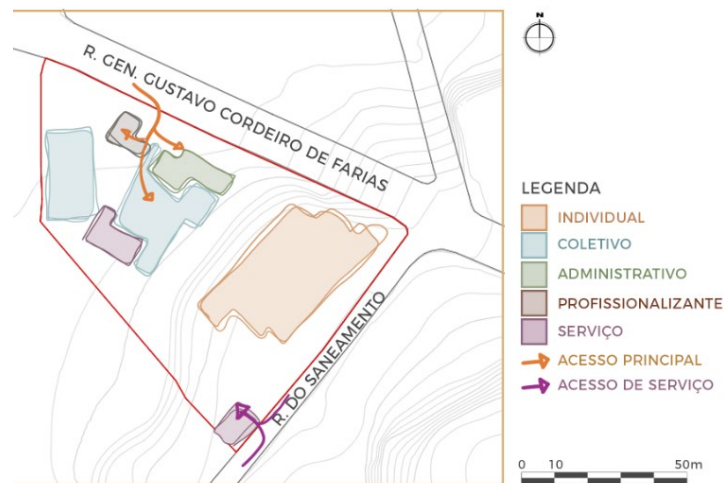 N
R. GEN. GUSTAVO CORDEIRO DE FARIAS
R. DO SANEAMENTO
LEGENDA
INDIVIDUAL
COLETIVO
ADMINISTRATIVO
PROFISSIONALIZANTE
SERVIÇO
ACESSO PRINCIPAL
ACESSO DE SERVIÇO
0 10 50m